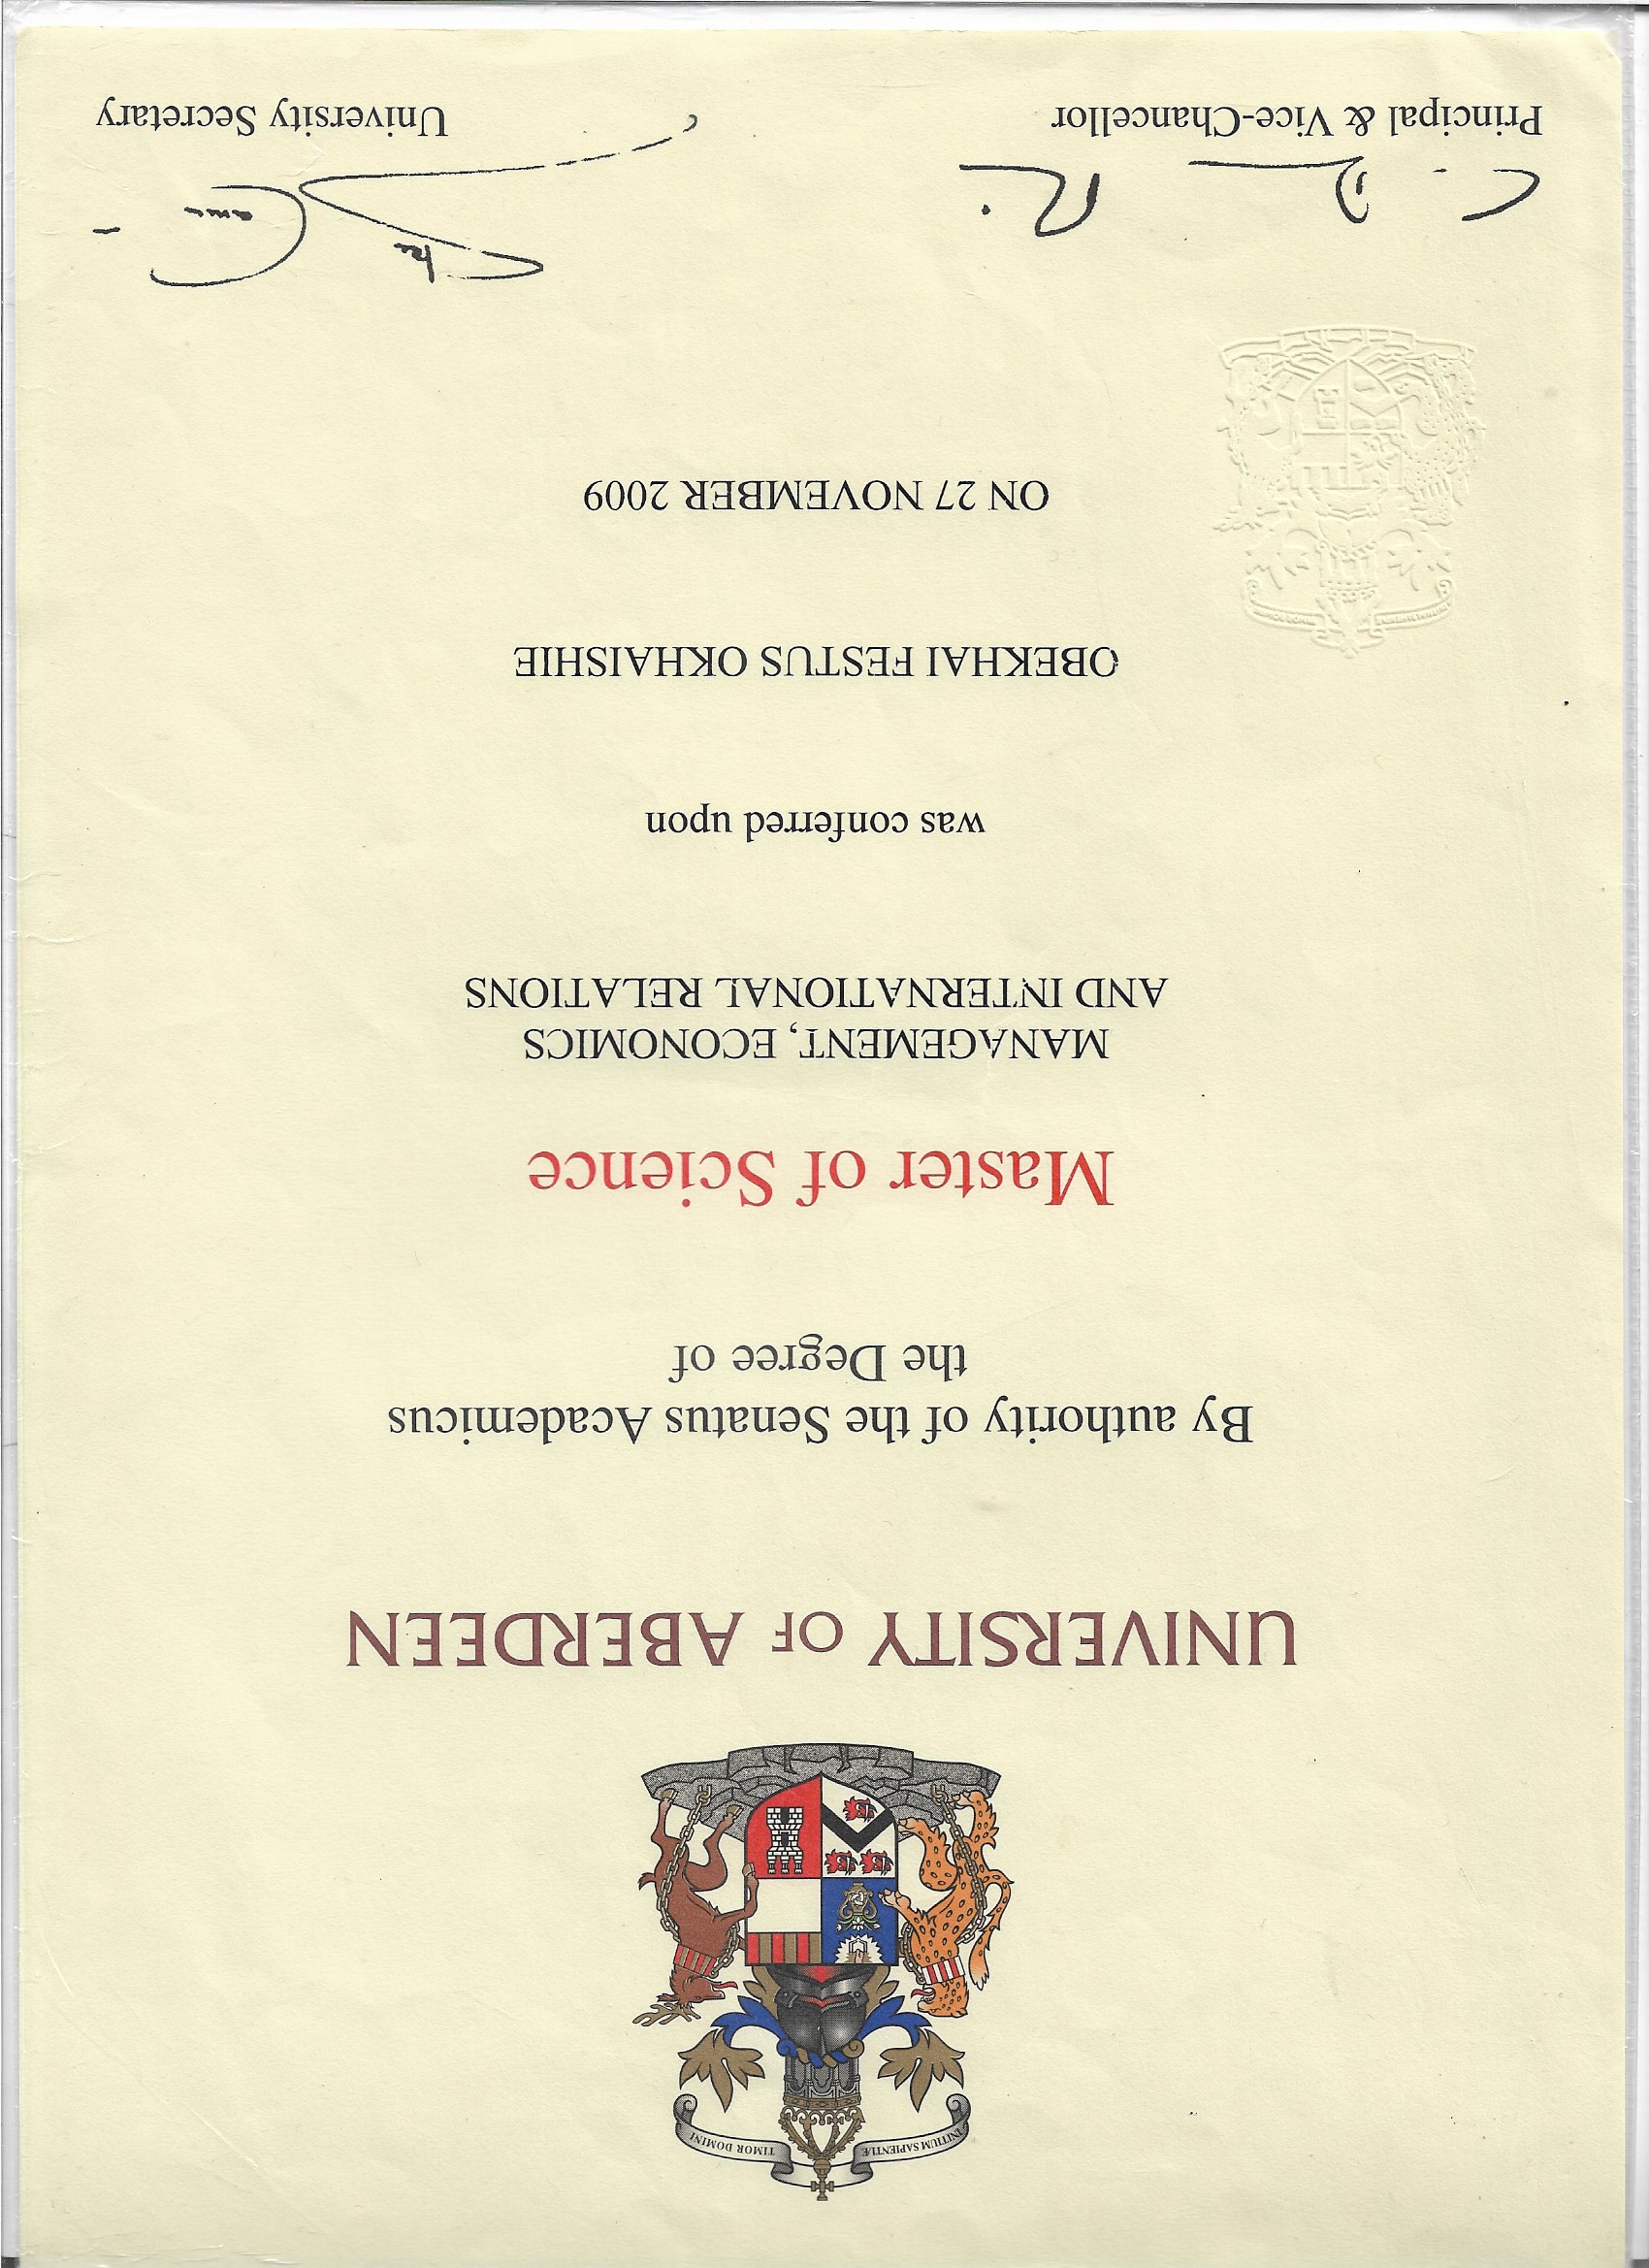 INITIUM SAPIENTIÆ TIMOR DOMINI
UNIVERSITY OF ABERDEEN
By authority of the Senatus Academicus
the Degree of
Master of Science
MANAGEMENT, ECONOMICS
AND INTERNATIONAL RELATIONS
was conferred upon
OBEKHAI FESTUS OKHAISHIE
ON 27 NOVEMBER 2009
Principal & Vice-Chancellor
University Secretary